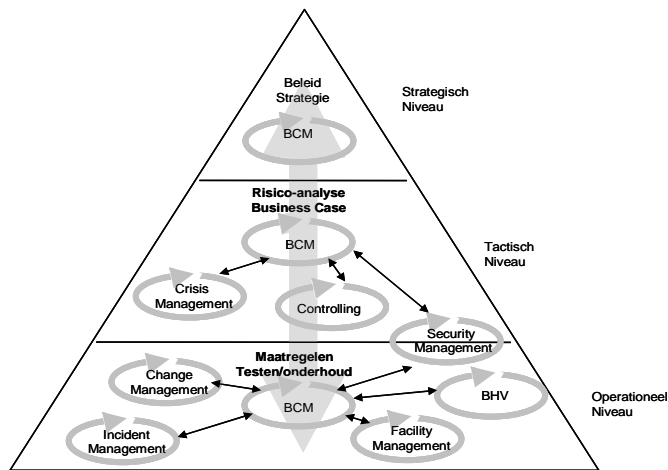 Beleid
Strategie
BCM
Strategisch
Niveau
Risico-analyse
Business Case
BCM
Crisis
Management
Controlling
Security
Management
Tactisch
Niveau
Maatregelen
Testen/onderhoud
BCM
Change
Management
Incident
Management
BHV
Facility
Management
Operationeel
Niveau